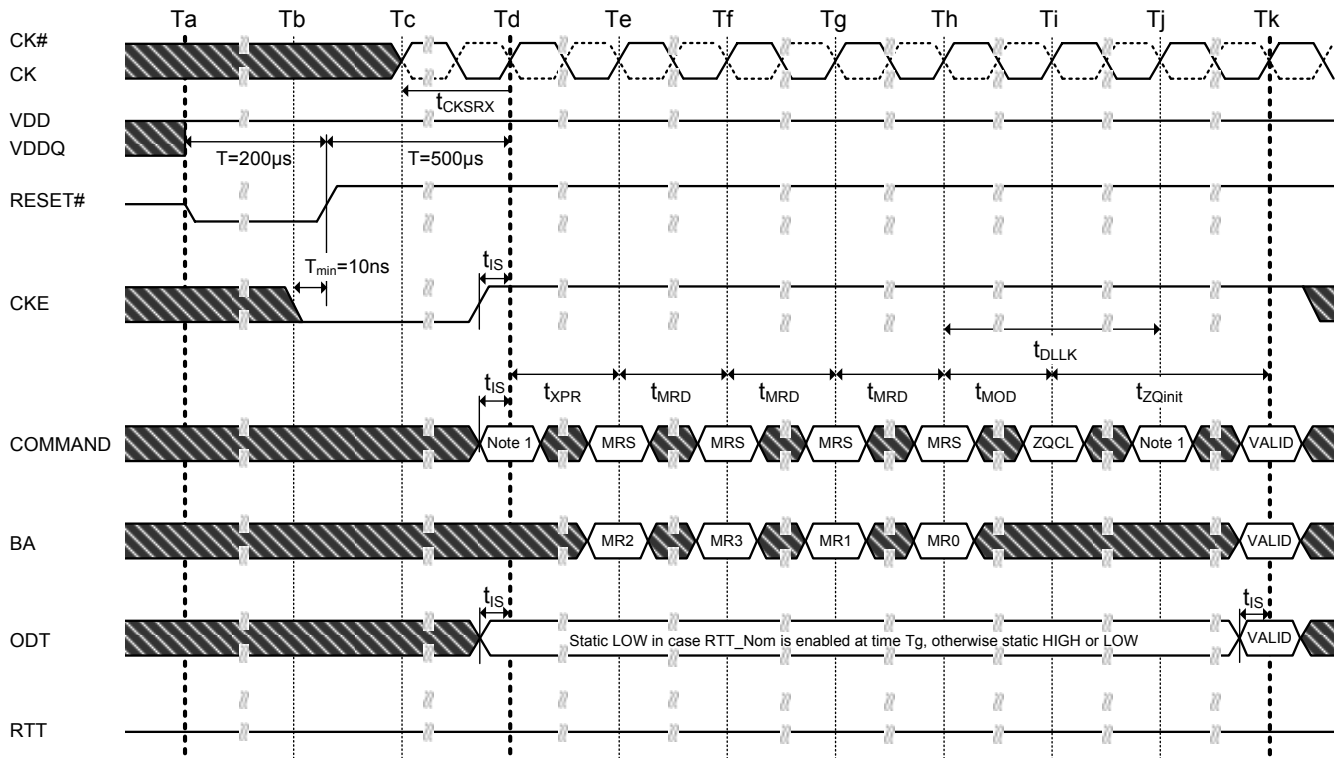 Ta Tb Tc Td Te Tf Tg Th Ti Tj Tk
CK#
CK
tCKSRX
VDD
VDDQ
T=200µs T=500µs
RESET#
Tmin=10ns tIS
CKE
tDLLK
tIS tXPR tMRD tMRD tMRD tMOD tZQinit
COMMAND Note 1 MRS MRS MRS MRS ZQCL Note 1 VALID
BA MR2 MR3 MR1 MR0 VALID
tIS tIS
ODT Static LOW in case RTT_Nom is enabled at time Tg, otherwise static HIGH or LOW VALID
RTT